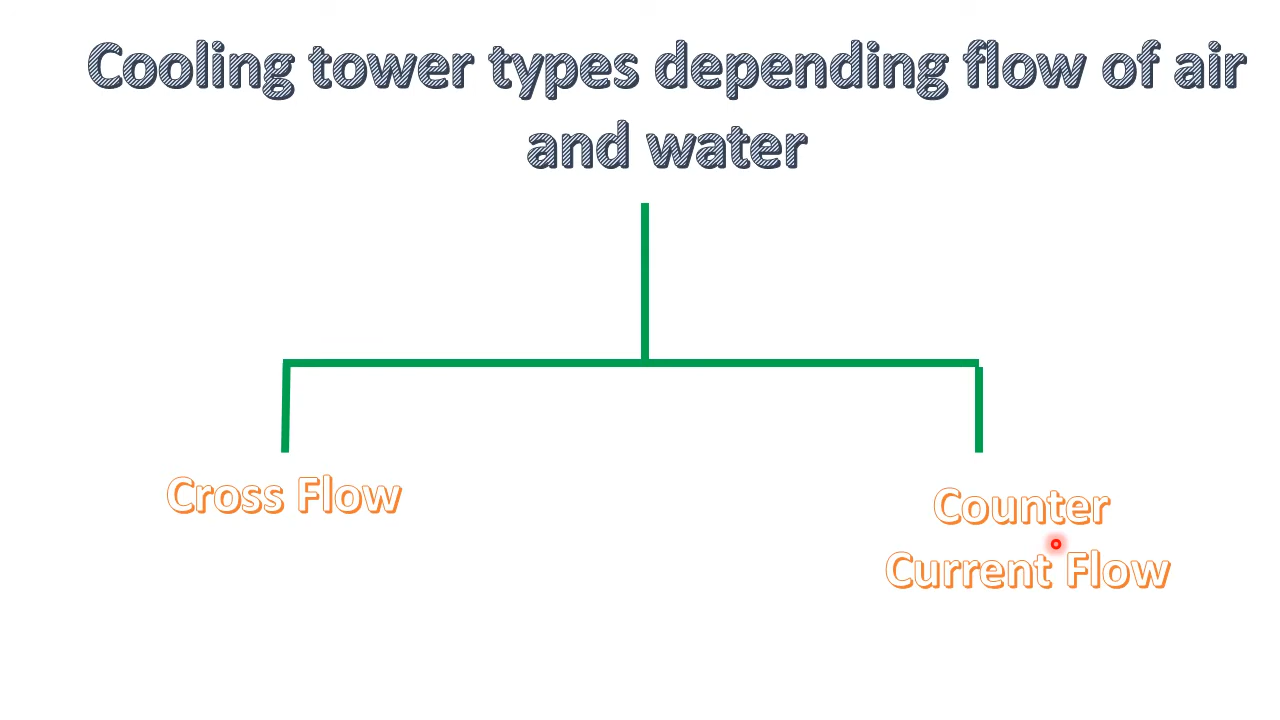 Cooling tower types depending flow of air
and water
Cross Flow
Counter
Current Flow